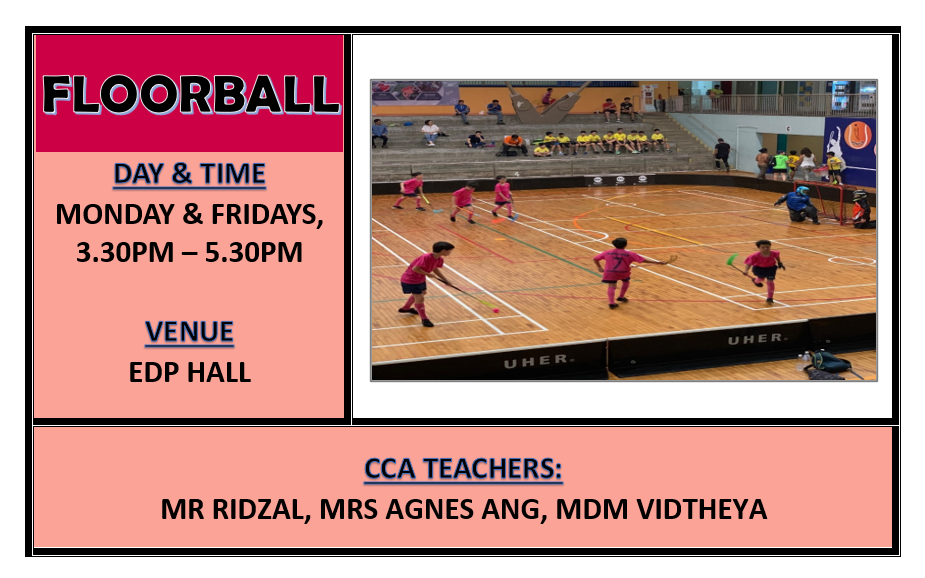 FLOORBALL
DAY & TIME
MONDAY & FRIDAYS,
3.30PM – 5.30PM
VENUE
EDP HALL
UHER
UHER
7
CCA TEACHERS:
MR RIDZAL, MRS AGNES ANG, MDM VIDTHEYA